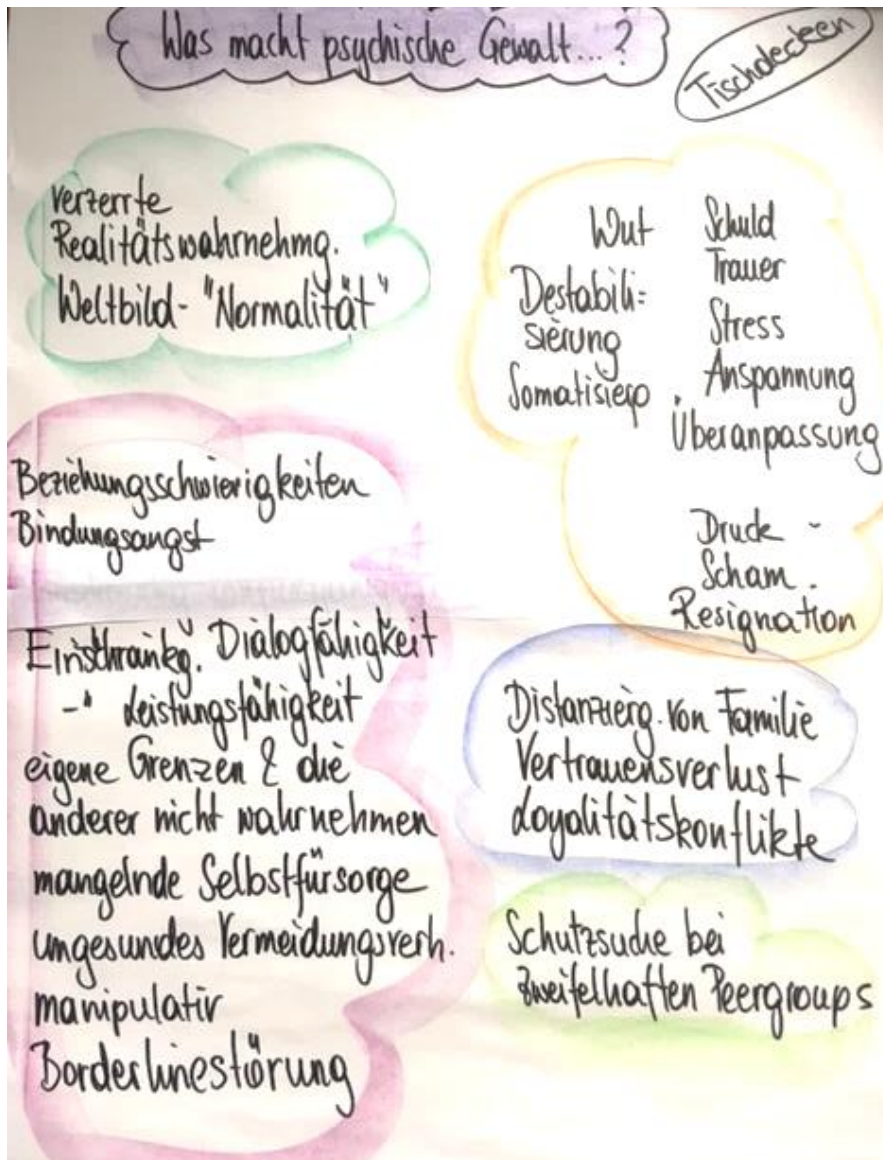 Was macht psychische Gewalt...?
Tischdecken
verzerrte
Realitätswahrnehmg.
Weltbild- "Normalität"
Wut
Destabili=
sierung
Somatisierg.
Schuld
Trauer
Stress
Anspannung
Überanpassung
Druck -
Scham.
Resignation
Beziehungsschwierigkeiten
Bindungsangst
Einschränkg. Dialogfähigkeit
-"  Leistungsfähigkeit
eigene Grenzen & die
anderer nicht wahrnehmen
mangelnde Selbstfürsorge
ungesundes Vermeidungsverh.
manipulativ
Borderlinestörung
Distanzierg. von Familie
Vertrauensverlust
Loyalitätskonflikte
Schutzsuche bei
zweifelhaften Peergroups